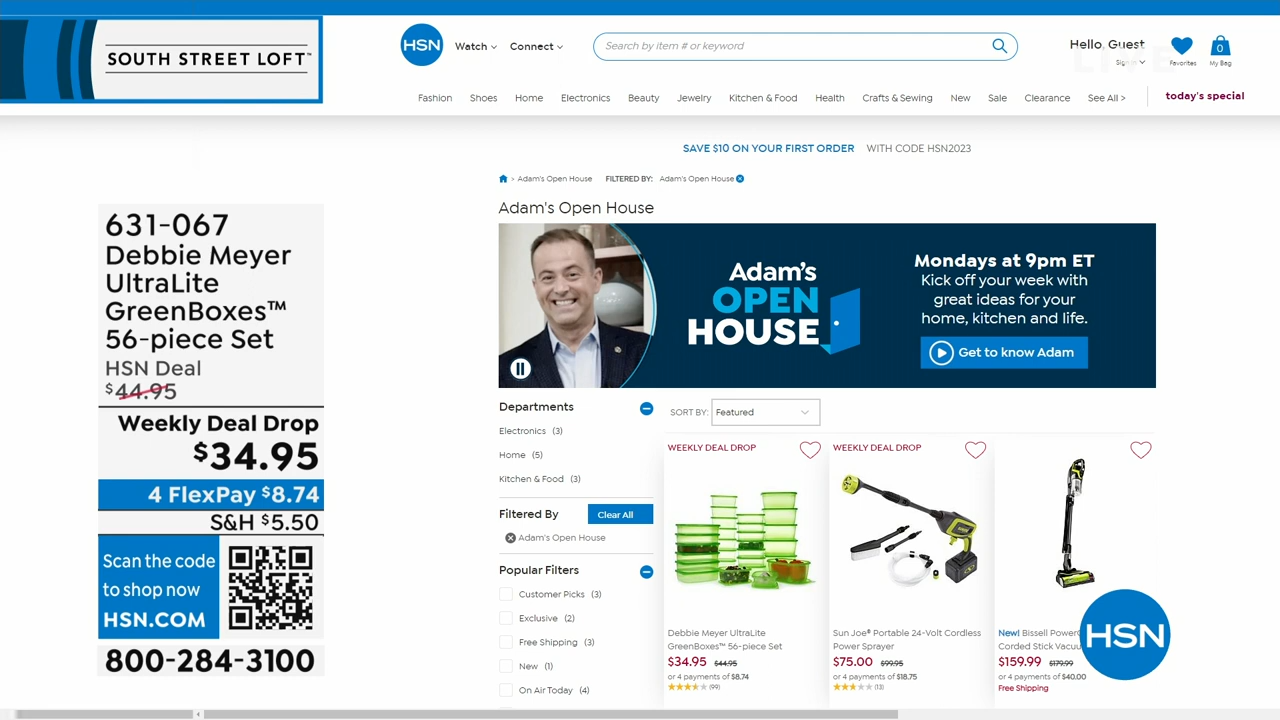 SOUTH STREET LOFT™
HSN
Watch
Connect
Search by item # or keyword
Hello, Guest
Sign in
LIVE
Favorites
0
My Bag
Fashion
Shoes
Home
Electronics
Beauty
Jewelry
Kitchen & Food
Health
Crafts & Sewing
New
Sale
Clearance
See All >
today's special
SAVE $10 ON YOUR FIRST ORDER WITH CODE HSN2023
> Adam's Open House FILTERED BY: Adam's Open House
Adam's Open House
Adam's
OPEN
HOUSE
Mondays at 9pm ET
Kick off your week with
great ideas for your
home, kitchen and life.
Get to know Adam
631-067
Debbie Meyer
UltraLite
GreenBoxes™
56-piece Set
HSN Deal
$44.95
Weekly Deal Drop
$34.95
4 FlexPay $8.74
S&H $5.50
Scan the code
to shop now
HSN.COM
800-284-3100
Departments
Electronics (3)
Home (5)
Kitchen & Food (3)
Filtered By
Clear All
Adam's Open House
Popular Filters
Customer Picks (3)
Exclusive (2)
Free Shipping (3)
New (1)
On Air Today (4)
SORT BY: Featured
WEEKLY DEAL DROP
Debbie Meyer UltraLite
GreenBoxes™ 56-piece Set
$34.95 $44.95
or 4 payments of $8.74
(99)
WEEKLY DEAL DROP
Sun Joe® Portable 24-Volt Cordless
Power Sprayer
$75.00 $99.95
or 4 payments of $18.75
(13)
New! Bissell Power
Corded Stick Vacuu
$159.99 $179.99
or 4 payments of $40.00
Free Shipping
HSN